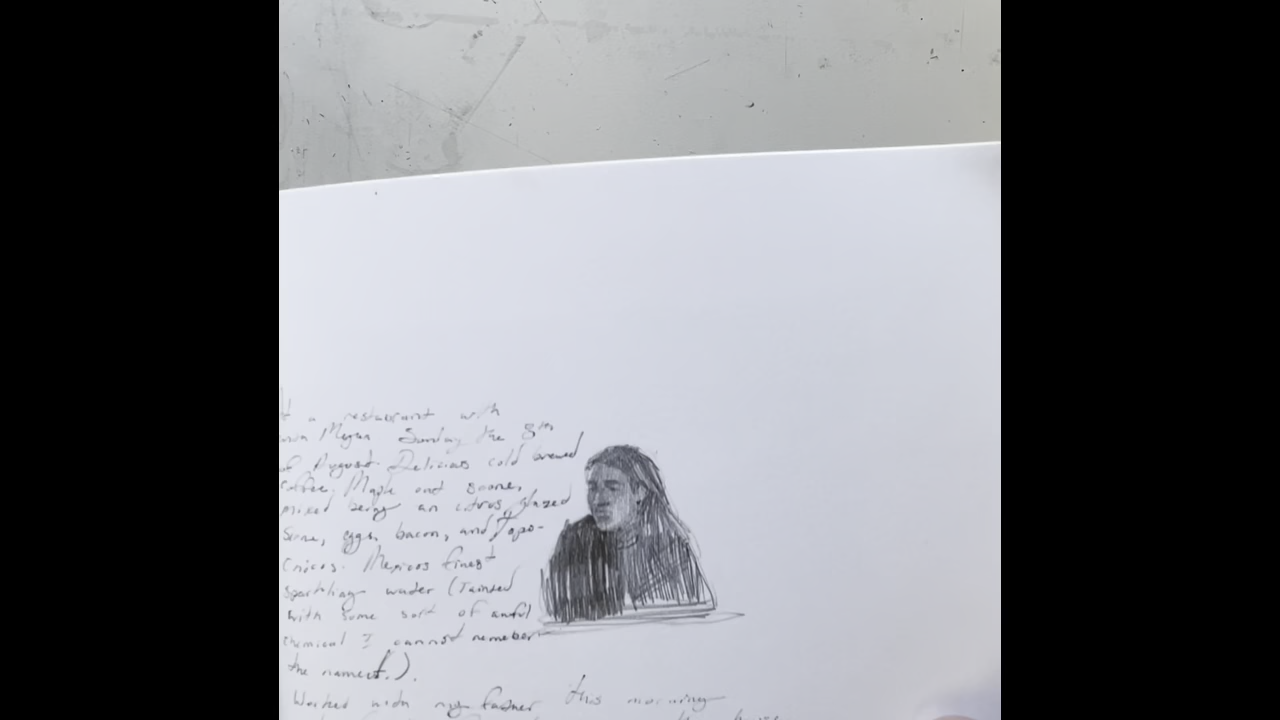 a restaurant with
Megan Sunday the 8th
of August. Delicious cold brewed
coffee. Maple oat scone,
mixed berry an citrus glazed
scone, eggs, bacon, and Topo-
Chicos. Mexicos finest
sparkling water (Tainted
with some sort of awful
chemical I cannot remember
the name of.).
Worked with my father this morning